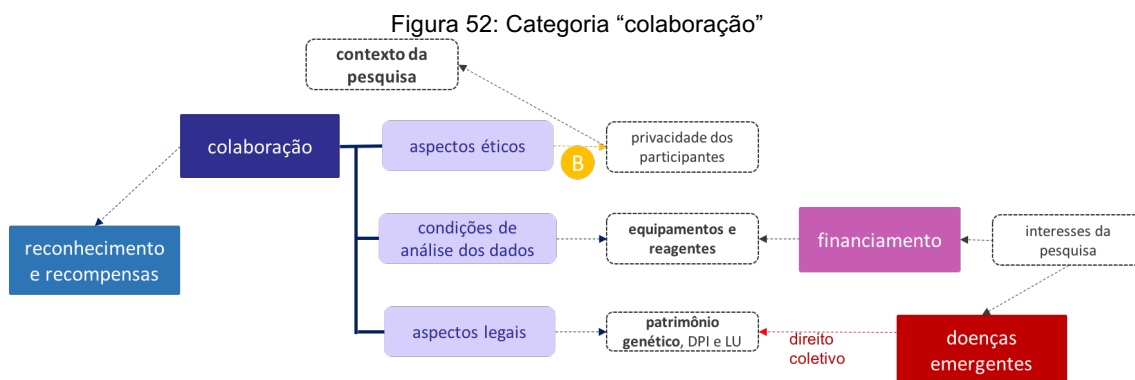 Figura 52: Categoria “colaboração”
contexto da
pesquisa
colaboração
aspectos éticos
B
privacidade dos
participantes
reconhecimento
e recompensas
condições de
análise dos dados
equipamentos e
reagentes
financiamento
interesses da
pesquisa
aspectos legais
patrimônio
genético, DPI e LU
direito
coletivo
doenças
emergentes